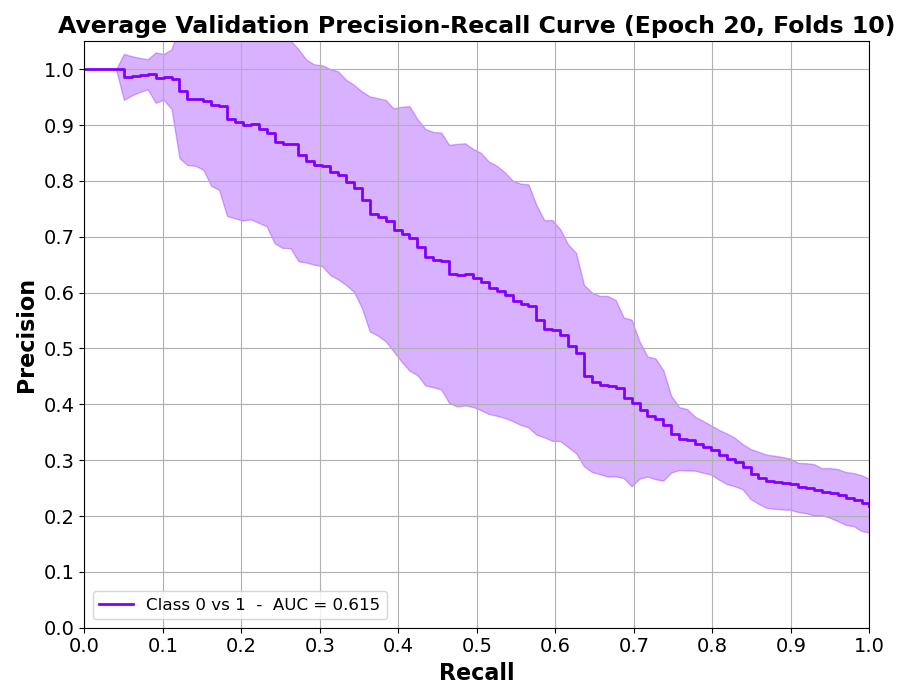 Average Validation Precision-Recall Curve (Epoch 20, Folds 10)
1.0
0.9
0.8
0.7
0.6
0.5
0.4
0.3
0.2
0.1
0.0
Precision
Class 0 vs 1 - AUC = 0.615
0.0 0.1 0.2 0.3 0.4 0.5 0.6 0.7 0.8 0.9 1.0
Recall